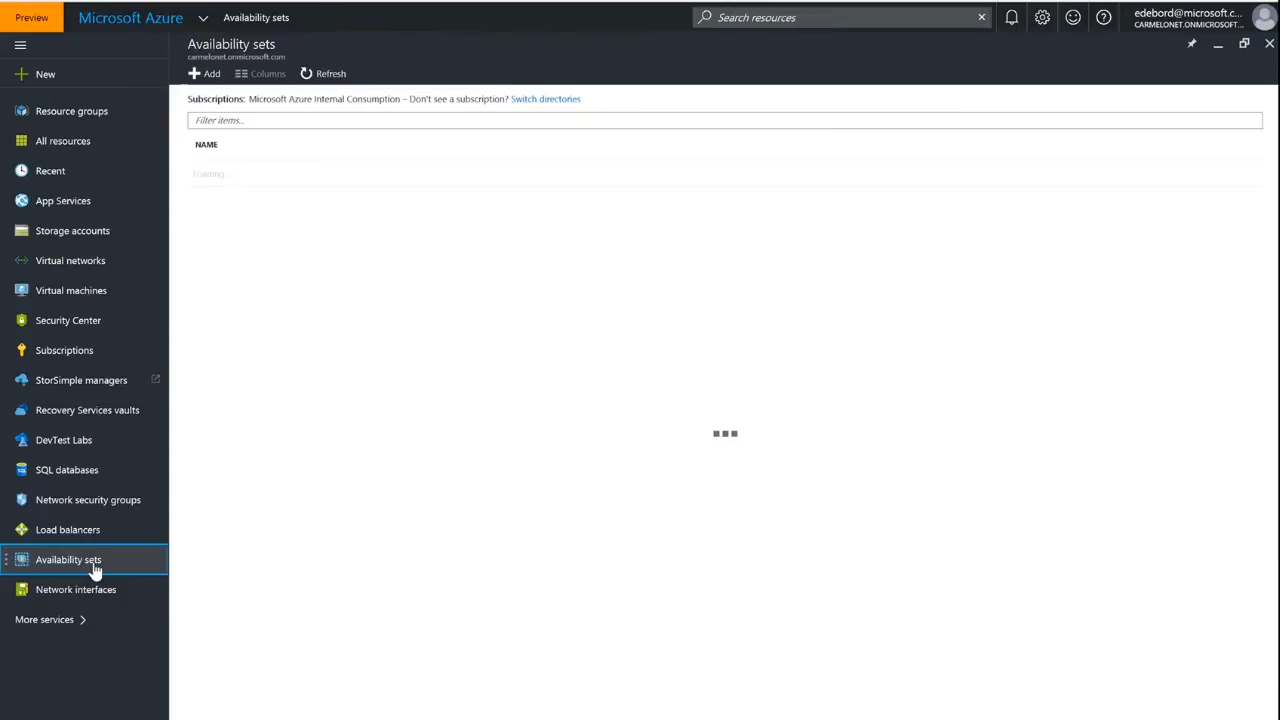 Preview
Microsoft Azure
Availability sets
Search resources
edebord@microsoft.c...
CARMELONET.ONMICROSOFT...
New
Resource groups
All resources
Recent
App Services
Storage accounts
Virtual networks
Virtual machines
Security Center
Subscriptions
StorSimple managers
Recovery Services vaults
DevTest Labs
SQL databases
Network security groups
Load balancers
Availability sets
Network interfaces
More services
Availability sets
carmelonet.onmicrosoft.com
Add Columns Refresh
Subscriptions: Microsoft Azure Internal Consumption – Don't see a subscription? Switch directories
Filter items...
NAME
Loading...